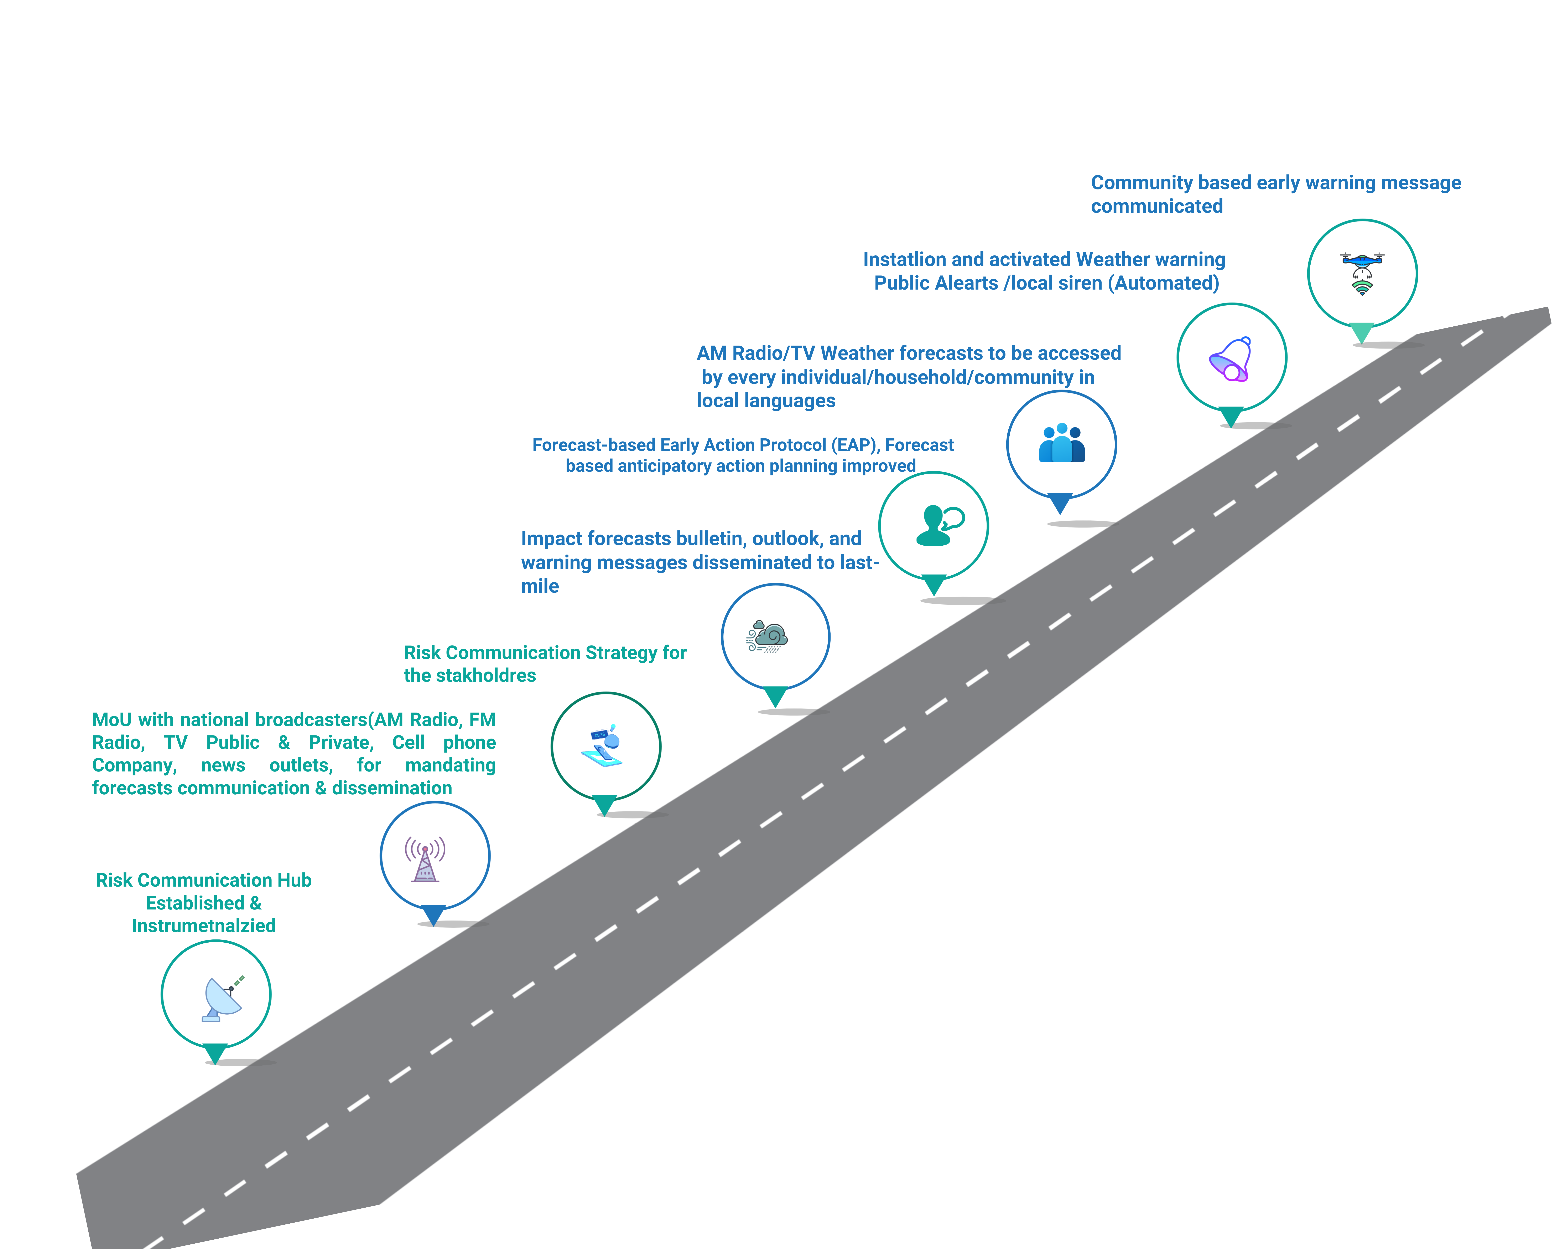 Community based early warning message
communicated
Instatlion and activated Weather warning
Public Alearts /local siren (Automated)
AM Radio/TV Weather forecasts to be accessed
by every individual/household/community in
local languages
Forecast-based Early Action Protocol (EAP), Forecast
based anticipatory action planning improved
Impact forecasts bulletin, outlook, and
warning messages disseminated to last-
mile
Risk Communication Strategy for
the stakholdres
MoU with national broadcasters(AM Radio, FM
Radio, TV Public & Private, Cell phone
Company, news outlets, for mandating
forecasts communication & dissemination
Risk Communication Hub
Established &
Instrumetnalzied